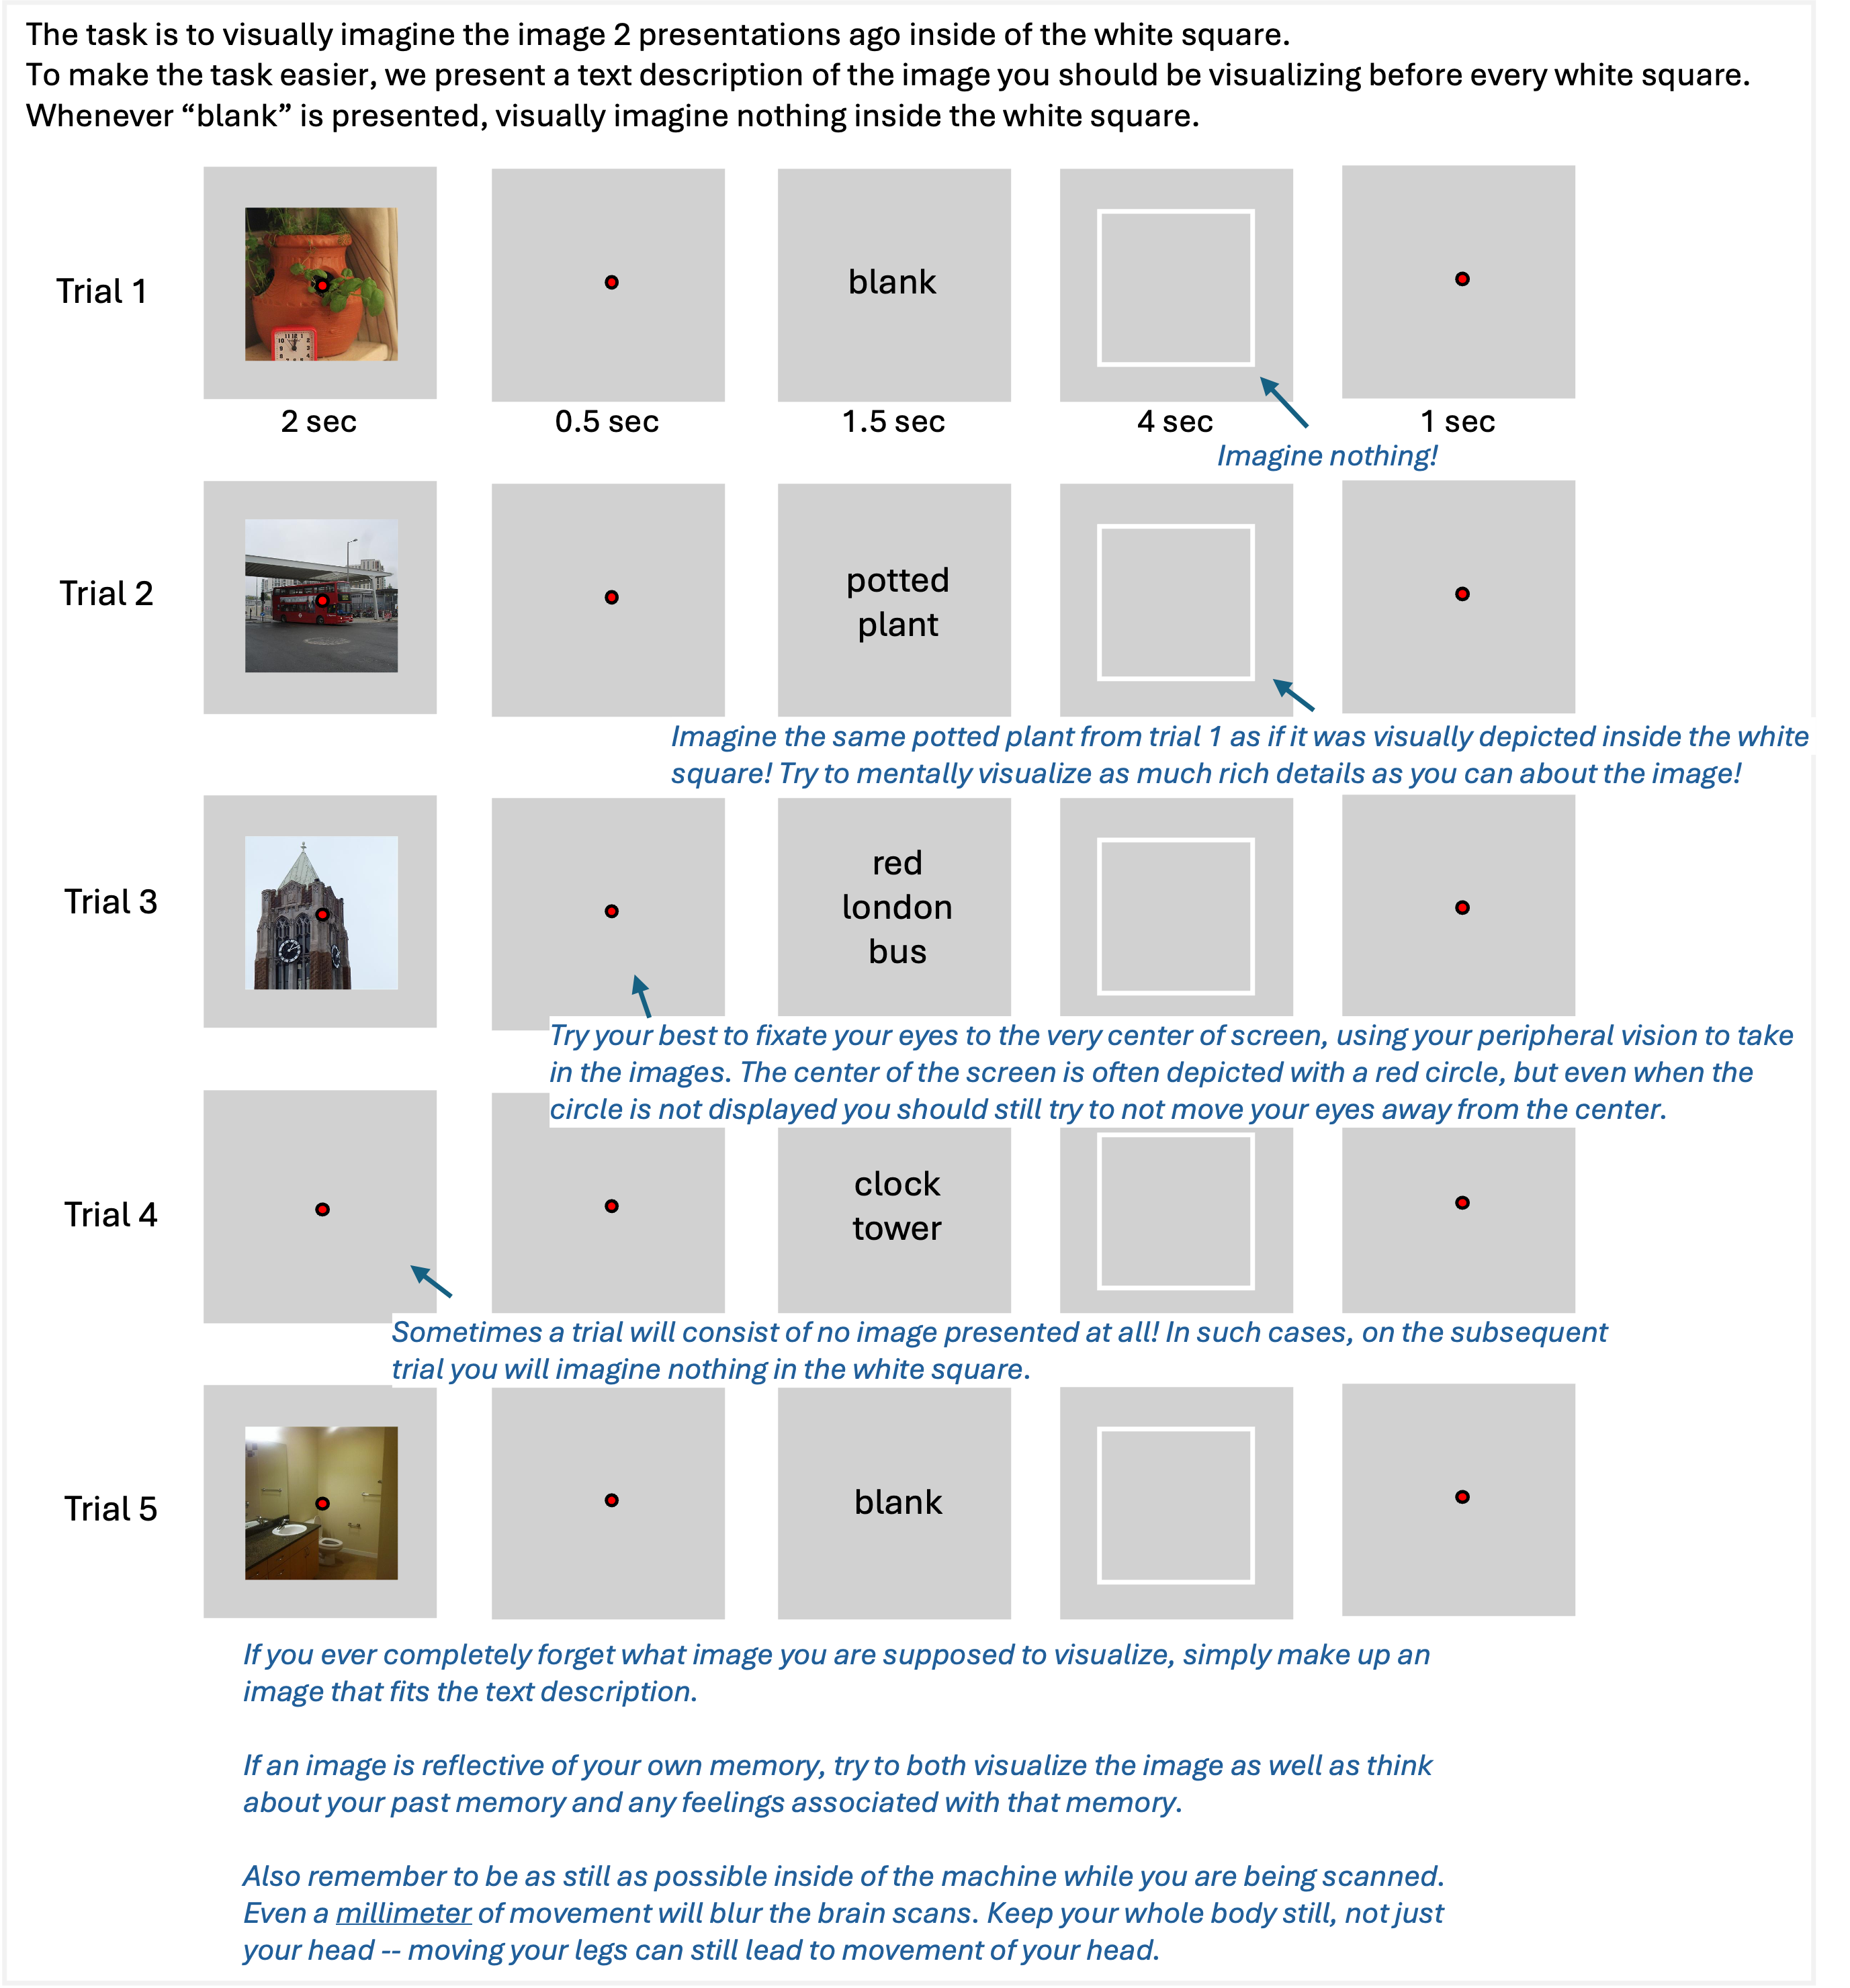 The task is to visually imagine the image 2 presentations ago inside of the white square.
To make the task easier, we present a text description of the image you should be visualizing before every white square.
Whenever “blank” is presented, visually imagine nothing inside the white square.
Trial 1
blank
2 sec
0.5 sec
1.5 sec
4 sec
1 sec
Imagine nothing!
Trial 2
potted
plant
Imagine the same potted plant from trial 1 as if it was visually depicted inside the white
square! Try to mentally visualize as much rich details as you can about the image!
Trial 3
red
london
bus
Try your best to fixate your eyes to the very center of screen, using your peripheral vision to take
in the images. The center of the screen is often depicted with a red circle, but even when the
circle is not displayed you should still try to not move your eyes away from the center.
Trial 4
clock
tower
Sometimes a trial will consist of no image presented at all! In such cases, on the subsequent
trial you will imagine nothing in the white square.
Trial 5
blank
If you ever completely forget what image you are supposed to visualize, simply make up an
image that fits the text description.
If an image is reflective of your own memory, try to both visualize the image as well as think
about your past memory and any feelings associated with that memory.
Also remember to be as still as possible inside of the machine while you are being scanned.
Even a millimeter of movement will blur the brain scans. Keep your whole body still, not just
your head -- moving your legs can still lead to movement of your head.